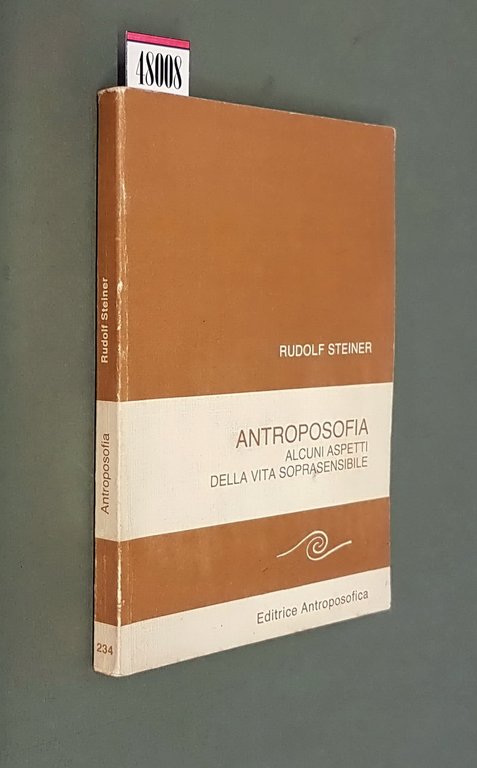 48008
RUDOLF STEINER
ANTROPOSOFIA
ALCUNI ASPETTI
DELLA VITA SOPRASENSIBILE
Editrice Antroposofica
Rudolf Steiner
Antroposofia
234